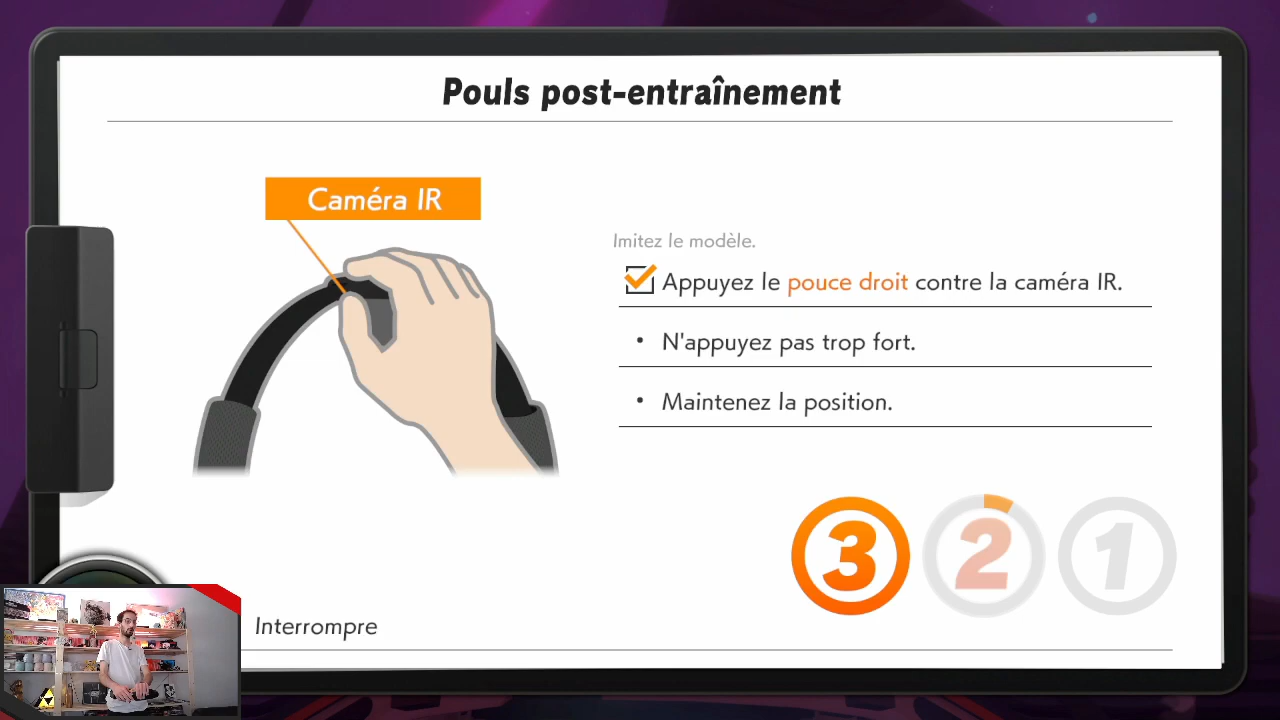 Pouls post-entraînement
Caméra IR
Imitez le modèle.
Appuyez le pouce droit contre la caméra IR.
• N'appuyez pas trop fort.
• Maintenez la position.
3 2 1
Interrompre